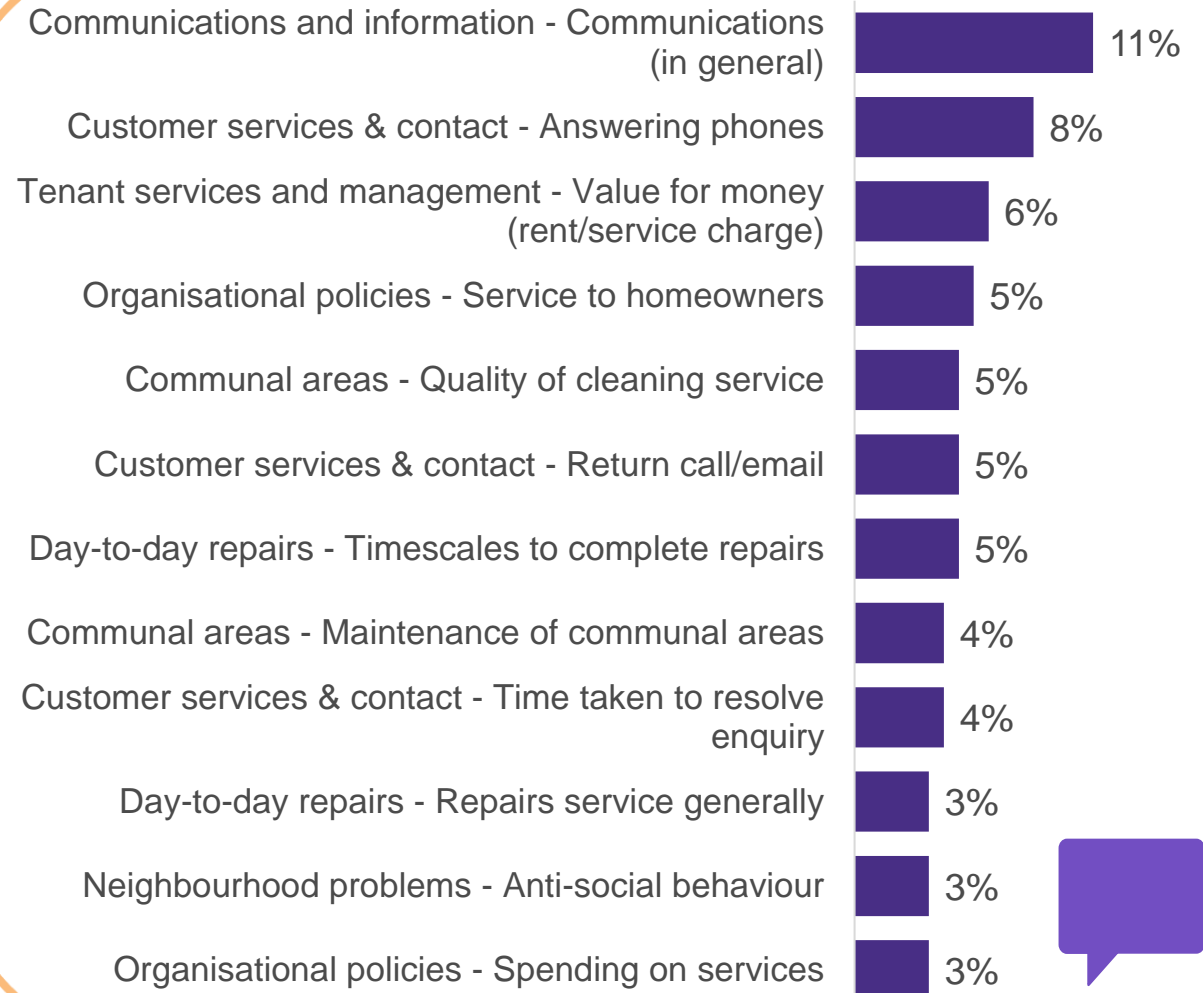 Communications and information - Communications
(in general)
11%
Customer services & contact - Answering phones
8%
Tenant services and management - Value for money
(rent/service charge)
6%
Organisational policies - Service to homeowners
5%
Communal areas - Quality of cleaning service
5%
Customer services & contact - Return call/email
5%
Day-to-day repairs - Timescales to complete repairs
5%
Communal areas - Maintenance of communal areas
4%
Customer services & contact - Time taken to resolve
enquiry
4%
Day-to-day repairs - Repairs service generally
3%
Neighbourhood problems - Anti-social behaviour
3%
Organisational policies - Spending on services
3%